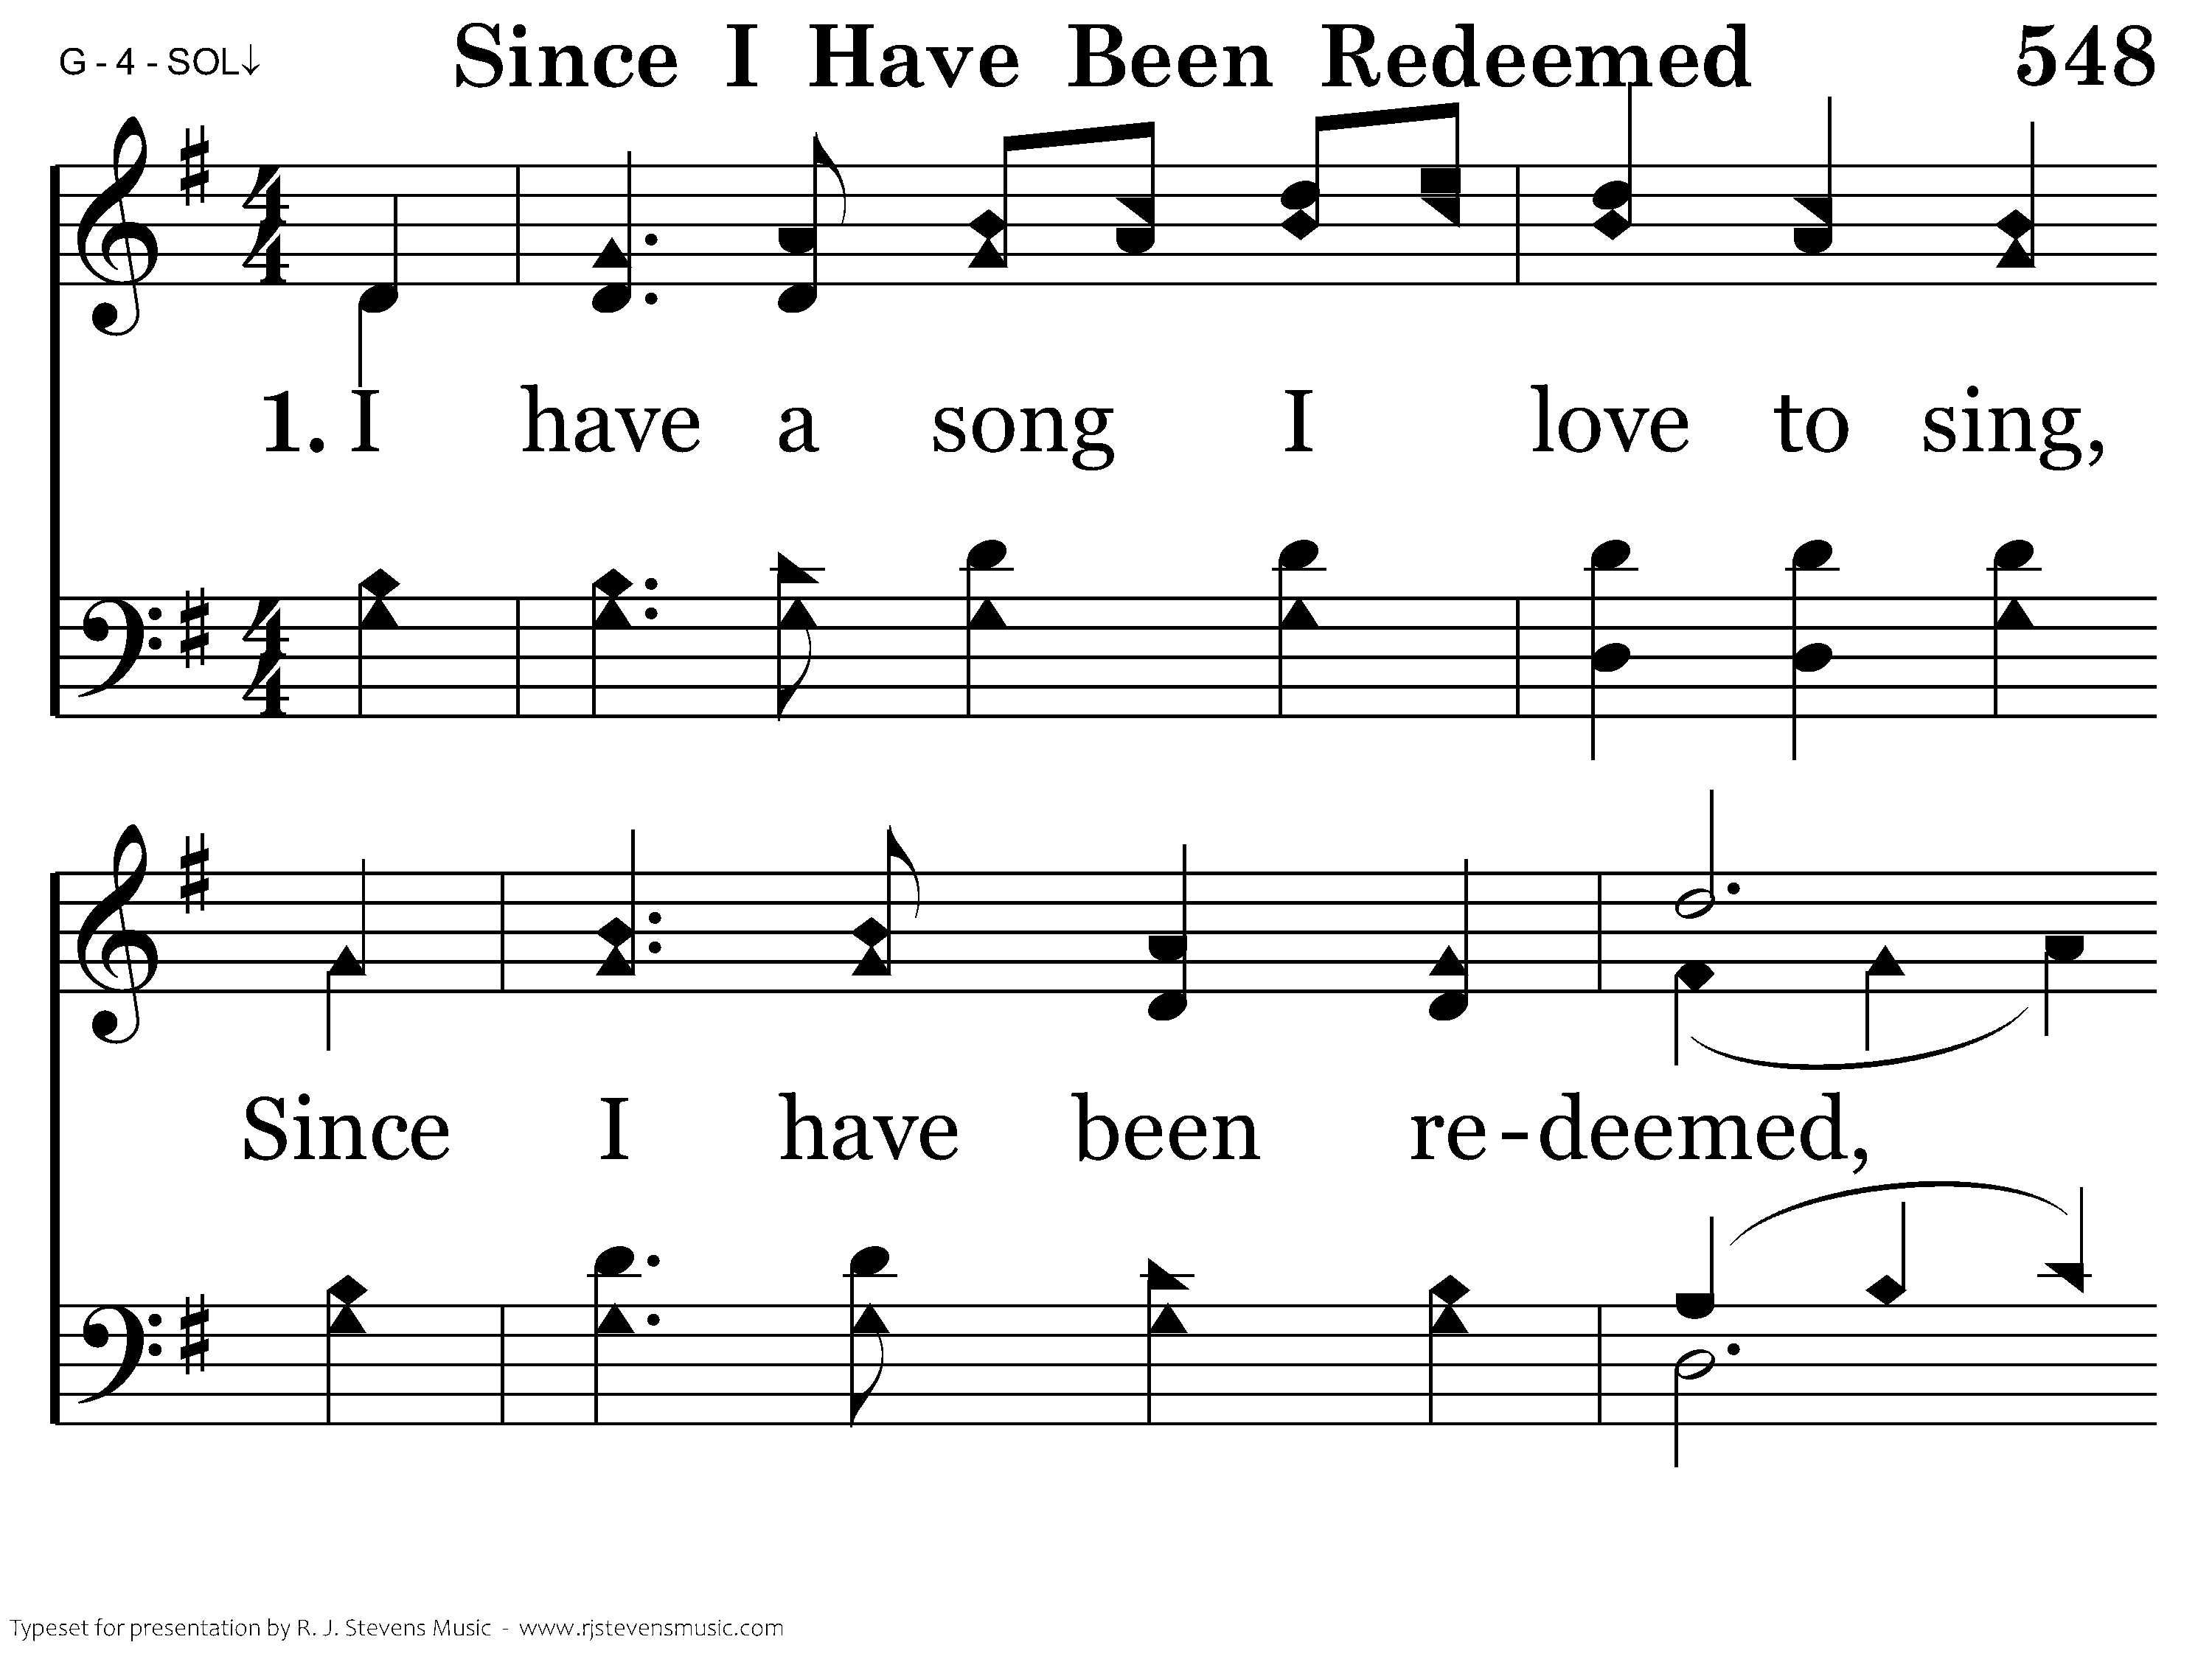 G - 4 - SOL↓ Since I Have Been Redeemed 548
1. I have a song I love to sing,
Since I have been re-deemed,
Typeset for presentation by R. J. Stevens Music - www.rjstevensmusic.com